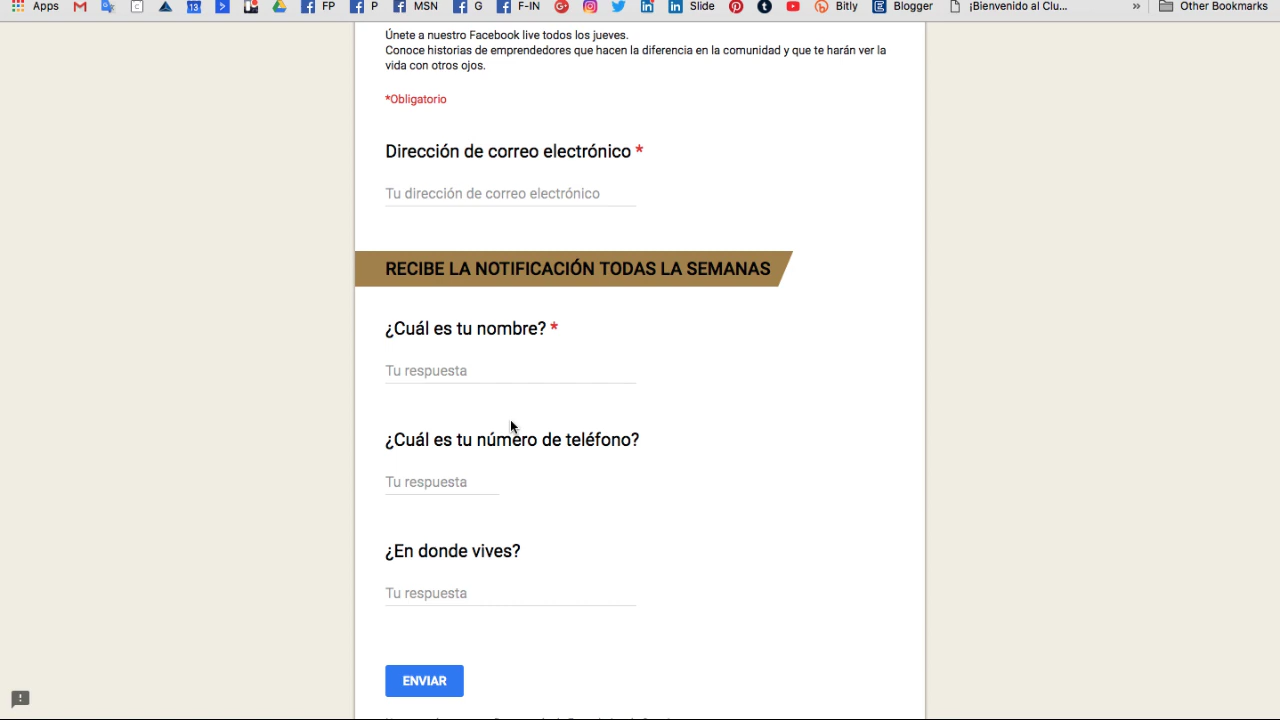 Apps FP P MSN G F-IN Slide Bitly Blogger ¡Bienvenido al Clu... » Other Bookmarks
Únete a nuestro Facebook live todos los jueves.
Conoce historias de emprendedores que hacen la diferencia en la comunidad y que te harán ver la
vida con otros ojos.
*Obligatorio
Dirección de correo electrónico *
Tu dirección de correo electrónico
RECIBE LA NOTIFICACIÓN TODAS LA SEMANAS
¿Cuál es tu nombre? *
Tu respuesta
¿Cuál es tu número de teléfono?
Tu respuesta
¿En donde vives?
Tu respuesta
ENVIAR